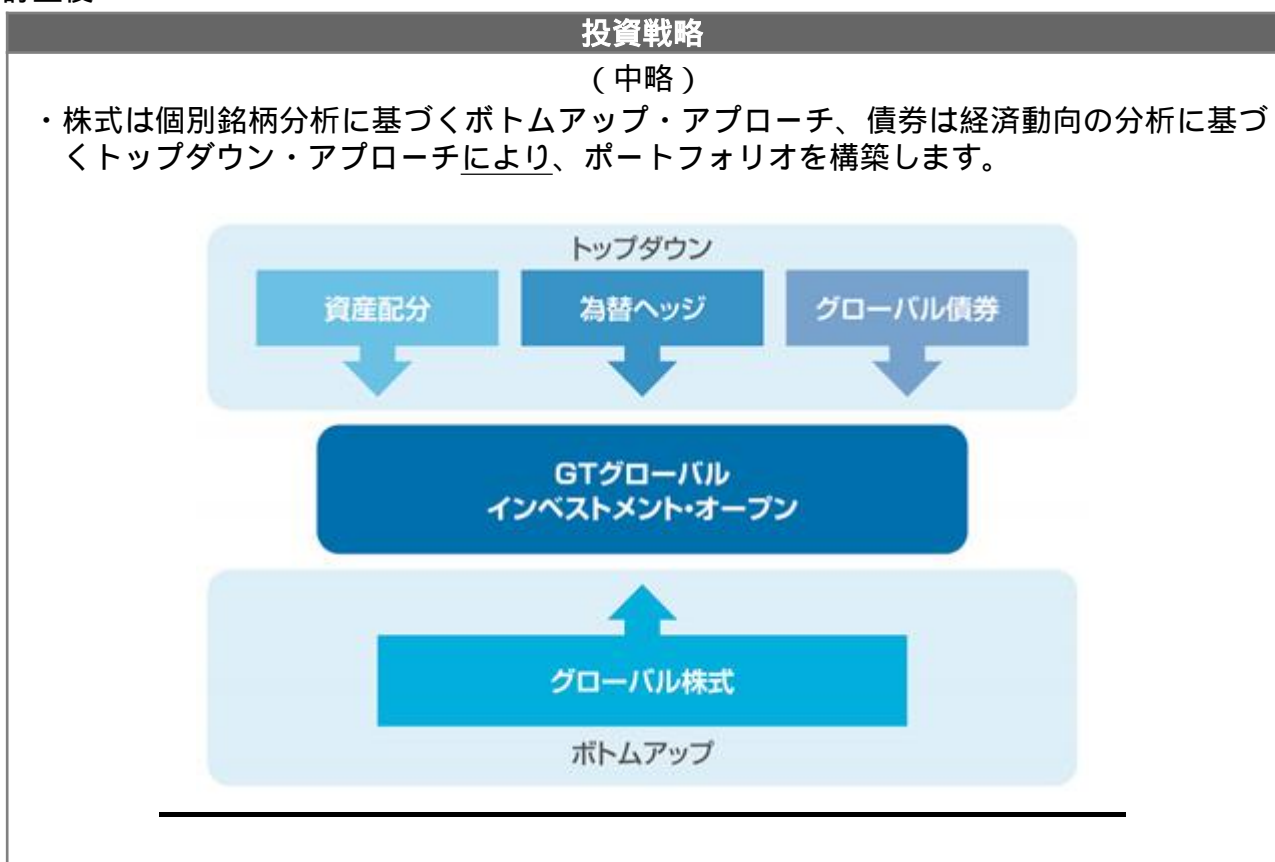 投資戦略
（中略）
・株式は個別銘柄分析に基づくボトムアップ・アプローチ、債券は経済動向の分析に基づ
くトップダウン・アプローチにより、ポートフォリオを構築します。
トップダウン
資産配分
為替ヘッジ
グローバル債券
GTグローバル
インベストメント・オープン
グローバル株式
ボトムアップ